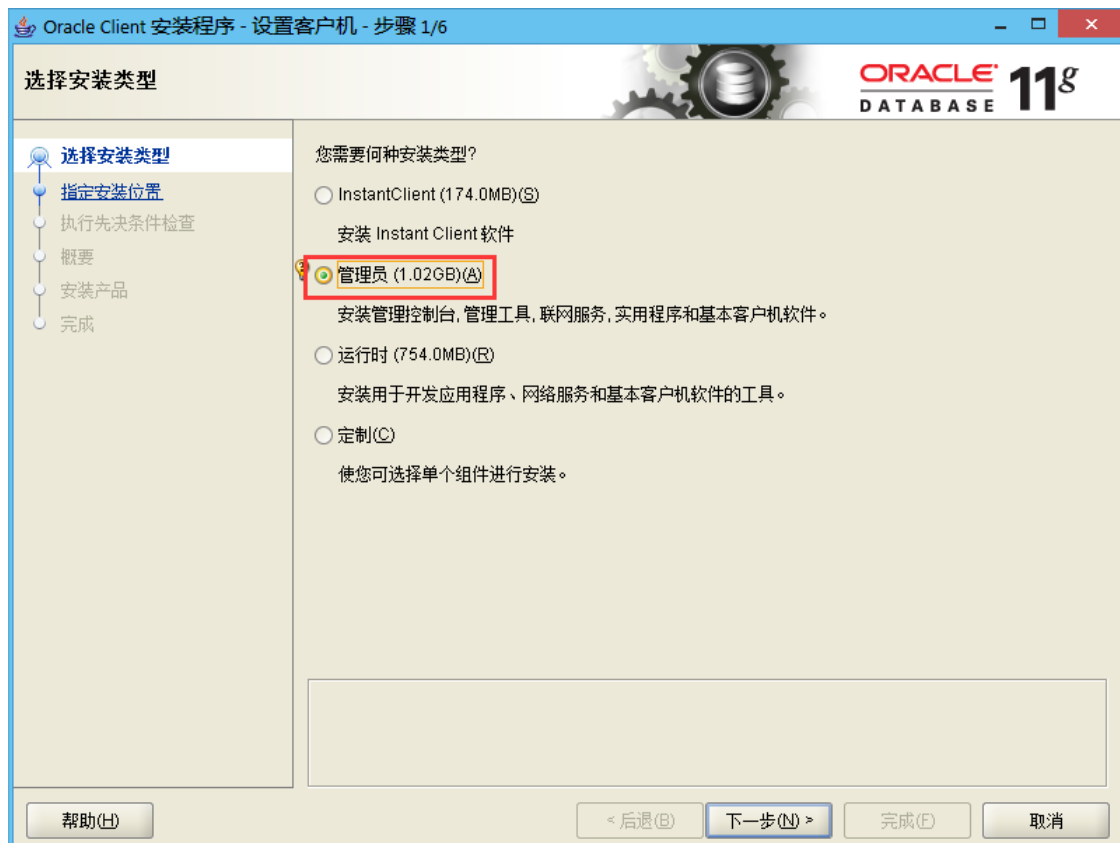 Oracle Client 安装程序 - 设置客户机 - 步骤 1/6
选择安装类型
ORACLE
DATABASE
11g
选择安装类型
指定安装位置
执行先决条件检查
概要
安装产品
完成
您需要何种安装类型?
InstantClient (174.0MB)(S)
安装 Instant Client 软件
管理员 (1.02GB)(A)
安装管理控制台, 管理工具, 联网服务, 实用程序和基本客户机软件。
运行时 (754.0MB)(R)
安装用于开发应用程序、网络服务和基本客户机软件的工具。
定制(C)
使您可选择单个组件进行安装。
帮助(H)
< 后退(B)
下一步(N) >
完成(F)
取消